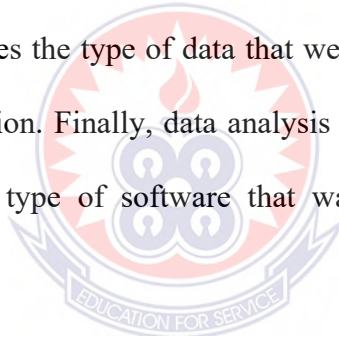 es the type of data that we
ion. Finally, data analysis
type of software that wa
EDUCATION FOR SERVICE